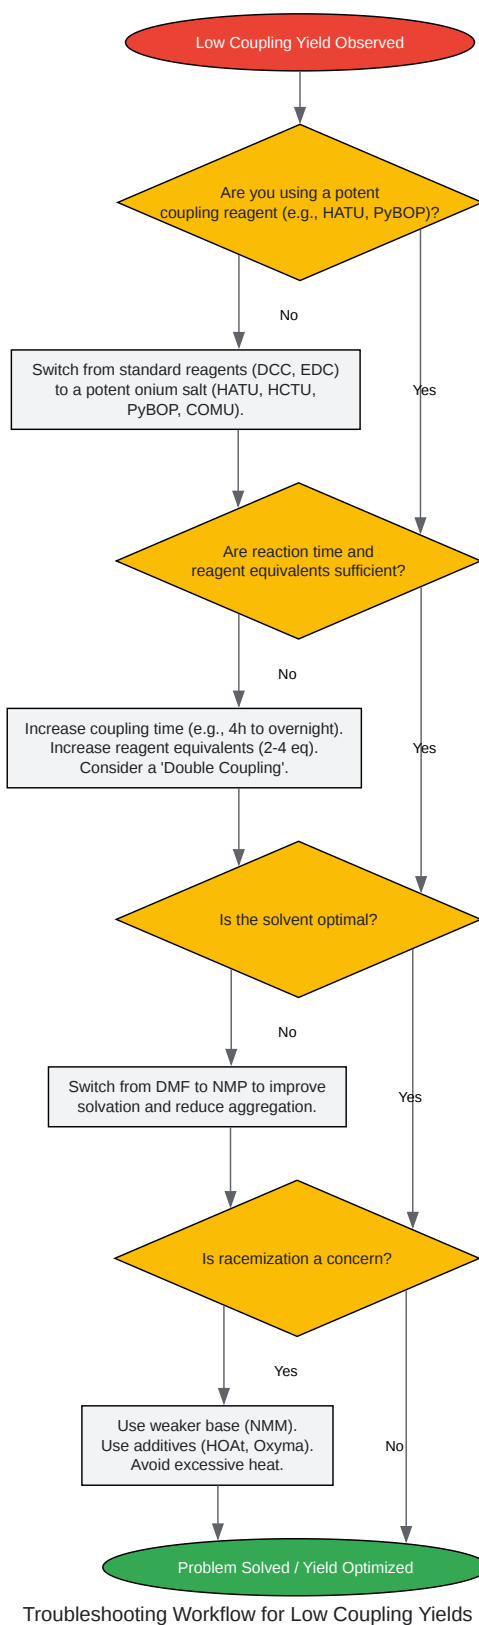 Low Coupling Yield Observed
Are you using a potent
coupling reagent (e.g., HATU, PyBOP)?
No
Switch from standard reagents (DCC, EDC)
to a potent onium salt (HATU, HCTU,
PyBOP, COMU).
Yes
Are reaction time and
reagent equivalents sufficient?
No
Increase coupling time (e.g., 4h to overnight).
Increase reagent equivalents (2-4 eq).
Consider a 'Double Coupling'.
Yes
Is the solvent optimal?
No
Switch from DMF to NMP to improve
solvation and reduce aggregation.
Yes
Is racemization a concern?
Yes
Use weaker base (NMM).
Use additives (HOAt, Oxyma).
Avoid excessive heat.
No
Problem Solved / Yield Optimized
Troubleshooting Workflow for Low Coupling Yields